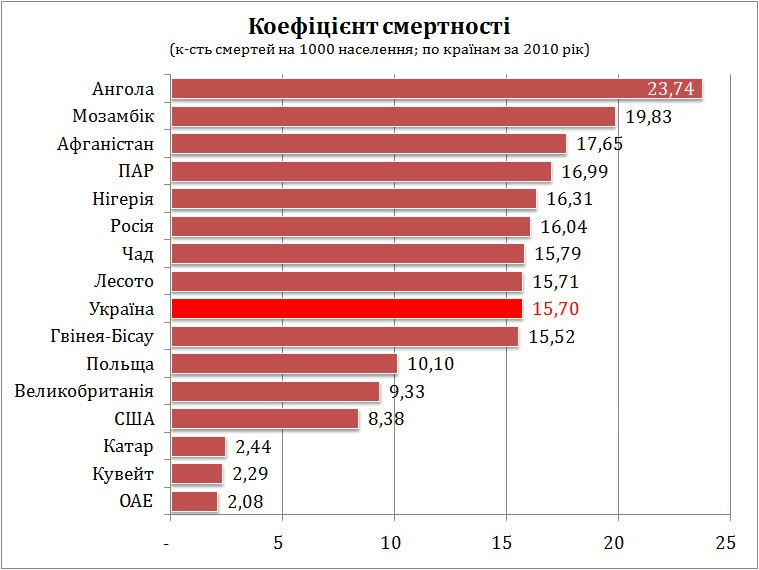 Коефіцієнт смертності
(к-сть смертей на 1000 населення; по країнам за 2010 рік)
Ангола 23,74
Мозамбік 19,83
Афганістан 17,65
ПАР 16,99
Нігерія 16,31
Росія 16,04
Чад 15,79
Лесото 15,71
Україна 15,70
Гвінея-Бісау 15,52
Польща 10,10
Великобританія 9,33
США 8,38
Катар 2,44
Кувейт 2,29
ОАЕ 2,08
- 5 10 15 20 25